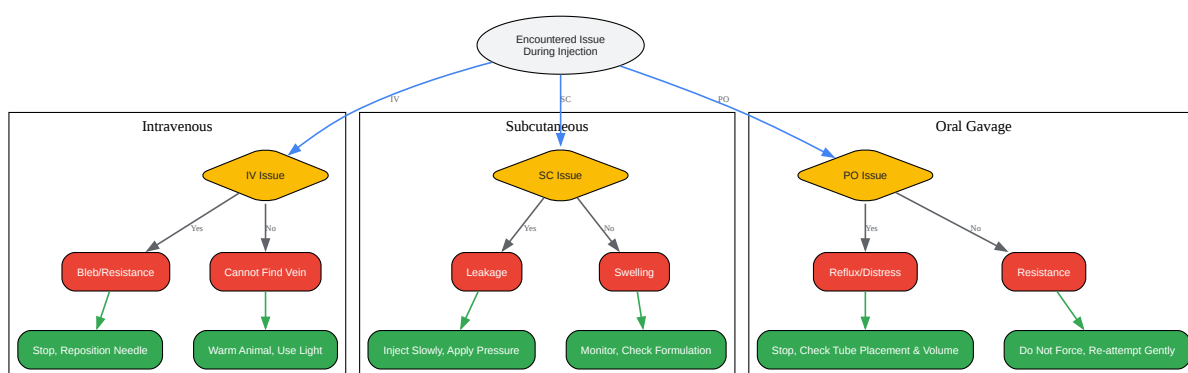 Encountered Issue
During Injection
IV
SC
PO
Intravenous
Subcutaneous
Oral Gavage
IV Issue
SC Issue
PO Issue
Yes
No
Yes
No
Yes
No
Bleb/Resistance
Cannot Find Vein
Leakage
Swelling
Reflux/Distress
Resistance
Stop, Reposition Needle
Warm Animal, Use Light
Inject Slowly, Apply Pressure
Monitor, Check Formulation
Stop, Check Tube Placement & Volume
Do Not Force, Re-attempt Gently